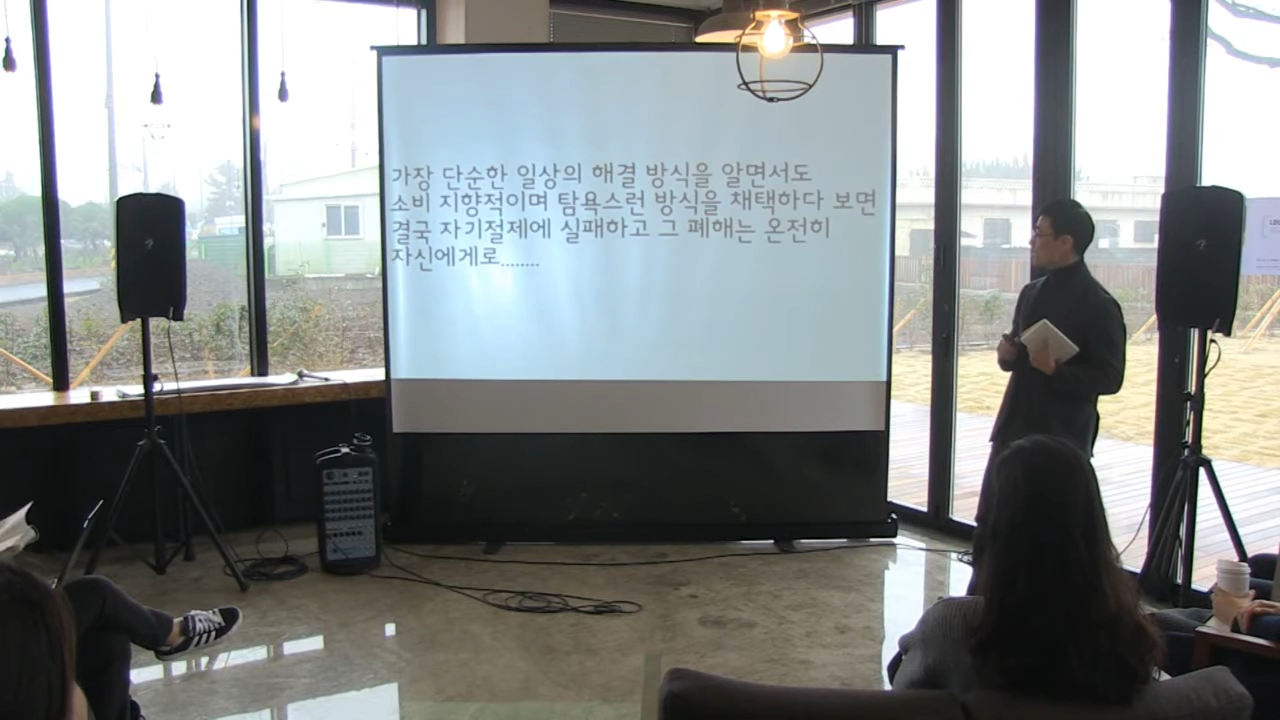 가장 단순한 일상의 해결 방식을 알면서도
소비 지향적이며 탐욕스런 방식을 채택하다 보면
결국 자기절제에 실패하고 그 폐해는 온전히
자신에게로........